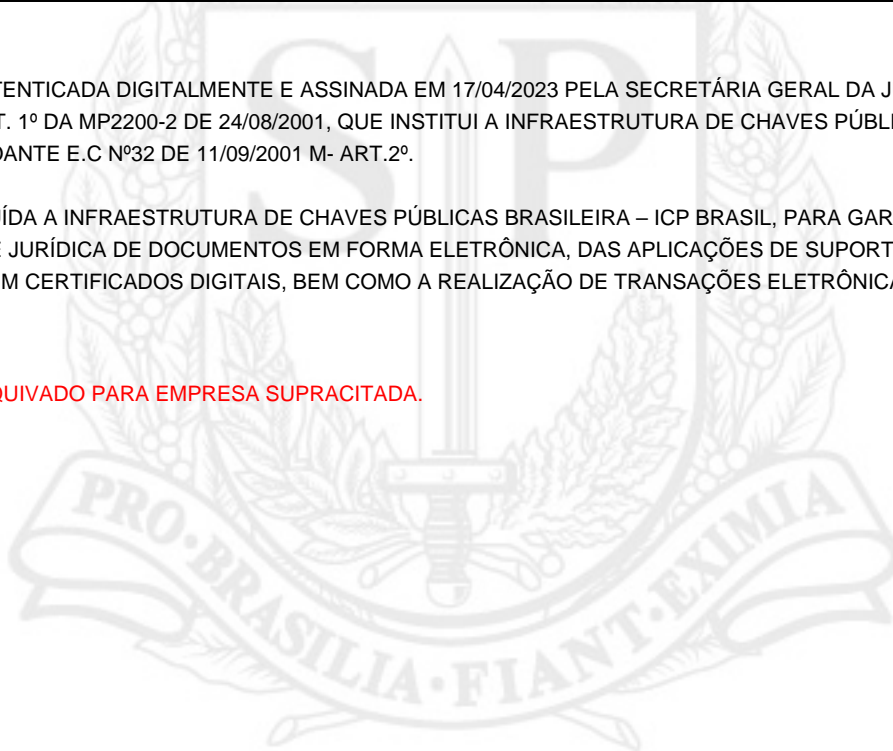 TENTICADA DIGITALMENTE E ASSINADA EM 17/04/2023 PELA SECRETÁRIA GERAL DA J
T. 1º DA MP2200-2 DE 24/08/2001, QUE INSTITUI A INFRAESTRUTURA DE CHAVES PÚBL
DANTE E.C Nº32 DE 11/09/2001 M- ART.2º.
ÍDA A INFRAESTRUTURA DE CHAVES PÚBLICAS BRASILEIRA – ICP BRASIL, PARA GAR
E JURÍDICA DE DOCUMENTOS EM FORMA ELETRÔNICA, DAS APLICAÇÕES DE SUPORT
M CERTIFICADOS DIGITAIS, BEM COMO A REALIZAÇÃO DE TRANSAÇÕES ELETRÔNICA
QUIVADO PARA EMPRESA SUPRACITADA.
SP
PRO·BRASILIA·FIANT·EXIMIA